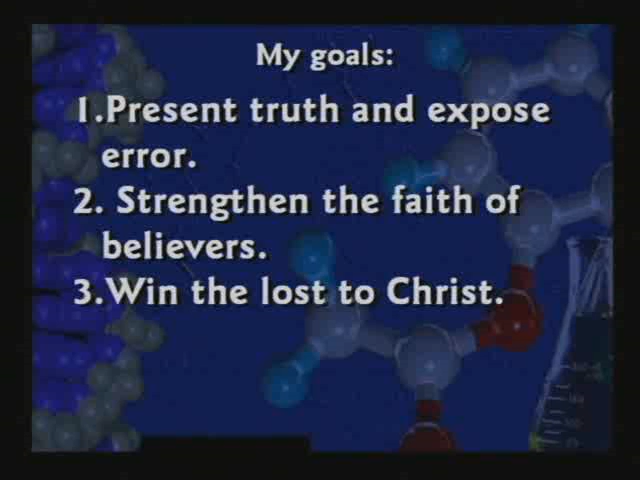 My goals:
1.Present truth and expose
error.
2. Strengthen the faith of
believers.
3.Win the lost to Christ.